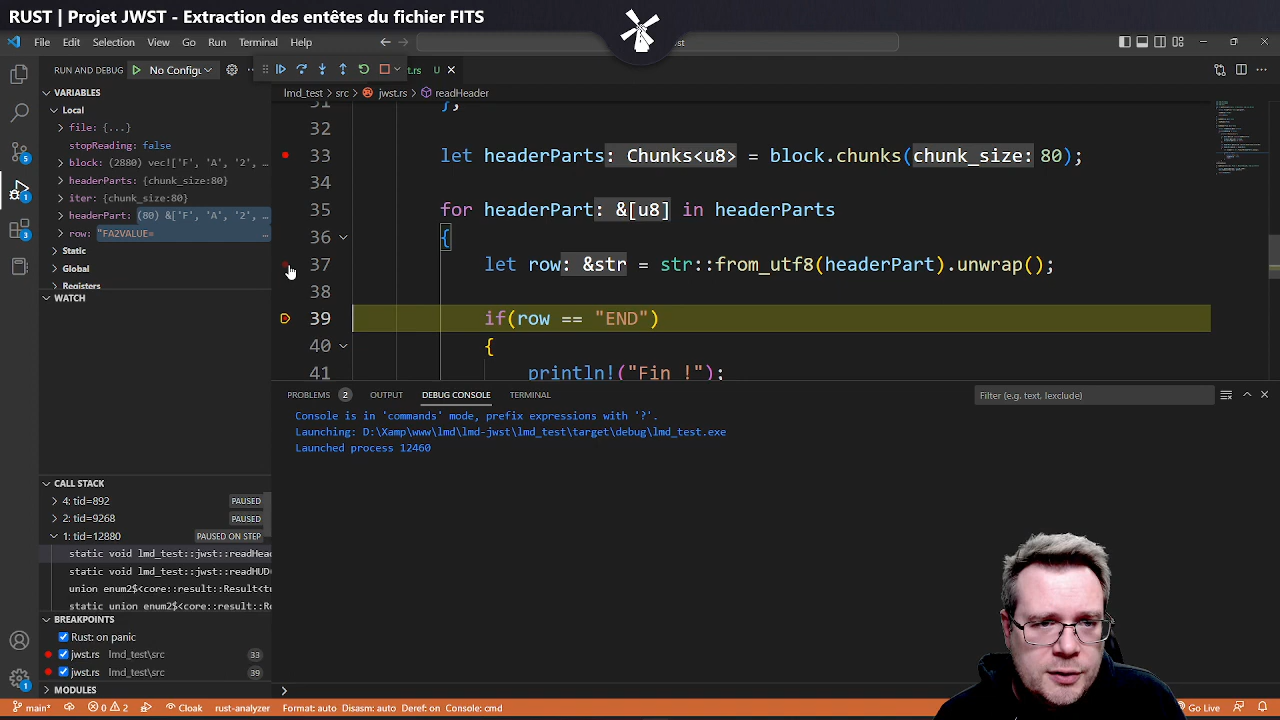 RUST | Projet JWST - Extraction des entêtes du fichier FITS
File Edit Selection View Go Run Terminal Help
RUN AND DEBUG No Configu
.rs U
lmd_test > src > jwst.rs > readHeader
VARIABLES
Local
file: {...}
stopReading: false
block: (2880) vec!['F', 'A', '2', …
headerParts: {chunk_size:80}
iter: {chunk_size:80}
headerPart: (80) &['F', 'A', '2', …
row: "FA2VALUE= …
Static
Global
Registers
WATCH
31 };
32
33 let headerParts: Chunks<u8> = block.chunks(chunk_size: 80);
34
35 for headerPart: &[u8] in headerParts
36 {
37 let row: &str = str::from_utf8(headerPart).unwrap();
38
39 if(row == "END")
40 {
41 println!("Fin !");
PROBLEMS 2 OUTPUT DEBUG CONSOLE TERMINAL
Filter (e.g. text, !exclude)
Console is in 'commands' mode, prefix expressions with '?'.
Launching: D:\Xamp\www\lmd\lmd-jwst\lmd_test\target\debug\lmd_test.exe
Launched process 12460
CALL STACK
4: tid=892 PAUSED
2: tid=9268 PAUSED
1: tid=12880 PAUSED ON STEP
static void lmd_test::jwst::readHea
static void lmd_test::jwst::readHUD
union enum2$<core::result::Result<t
static union enum2$<core::result::R
BREAKPOINTS
Rust: on panic
jwst.rs lmd_test\src 33
jwst.rs lmd_test\src 39
MODULES
main* 0 2 Cloak rust-analyzer Format: auto Disasm: auto Deref: on Console: cmd Go Live